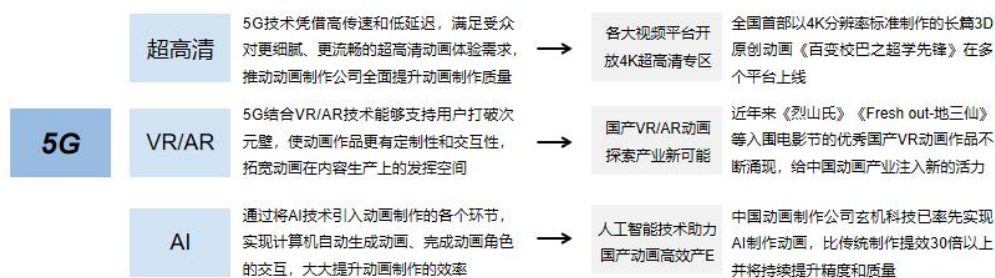 5G
超高清
5G技术凭借高传速和低延迟，满足受众
对更细腻、更流畅的超高清动画体验需求，
推动动画制作公司全面提升动画制作质量
各大视频平台开
放4K超高清专区
全国首部以4K分辨率标准制作的长篇3D
原创动画《百变校巴之超学先锋》在多
个平台上线
VR/AR
5G结合VR/AR技术能够支持用户打破次
元壁，使动画作品更有定制性和交互性，
拓宽动画在内容生产上的发挥空间
国产VR/AR动画
探索产业新可能
近年来《烈山氏》《Fresh out-地三仙》
等入围电影节的优秀国产VR动画作品不
断涌现，给中国动画产业注入新的活力
AI
通过将AI技术引入动画制作的各个环节，
实现计算机自动生成动画、完成动画角色
的交互，大大提升动画制作的效率
人工智能技术助力
国产动画高效产E
中国动画制作公司玄机科技已率先实现
AI制作动画，比传统制作提效30倍以上
并将持续提升精度和质量